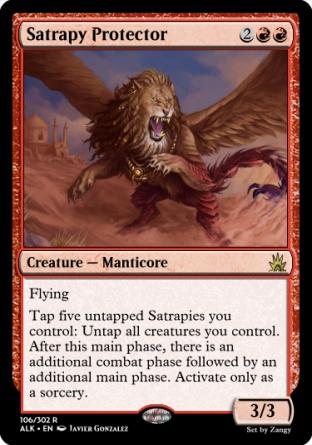 Satrapy Protector 2
Creature — Manticore
Flying
Tap five untapped Satrapies you
control: Untap all creatures you control.
After this main phase, there is an
additional combat phase followed by an
additional main phase. Activate only as
a sorcery.
3/3
106/302 R
ALK • EN Javier Gonzalez
Set by Zangy